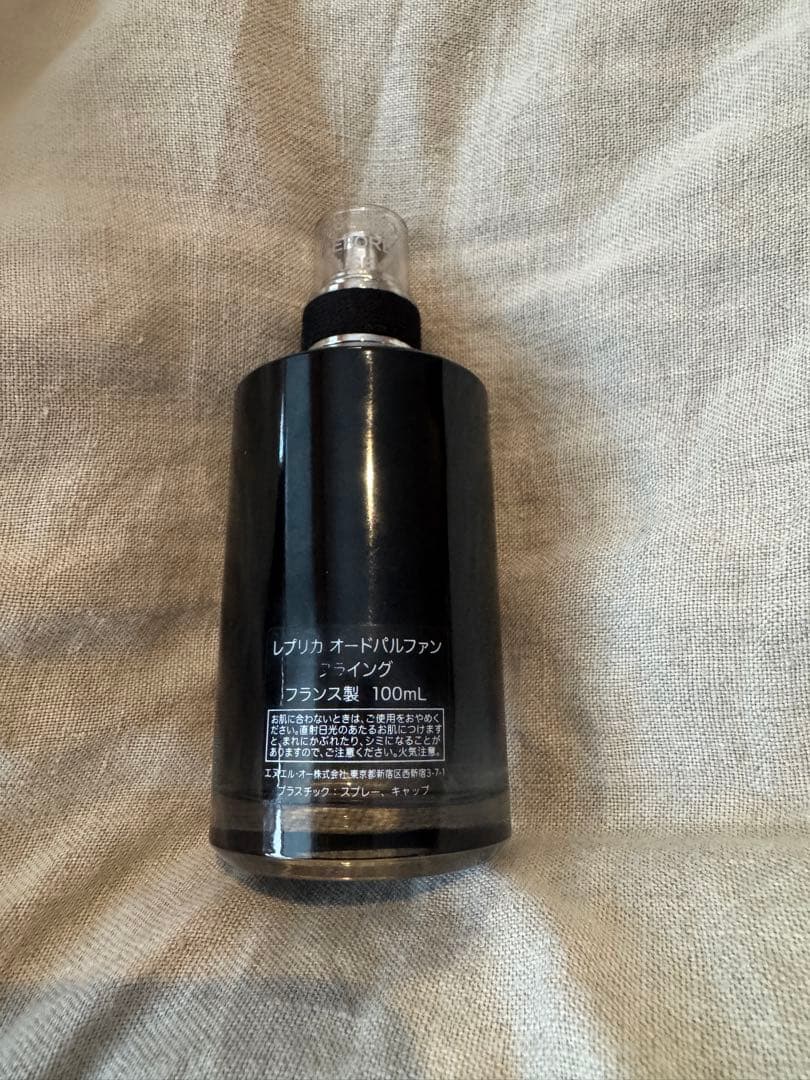 レプリカ オードパルファン
フライング
フランス製 100mL
お肌に合わないときは、ご使用をおやめく
ださい。直射日光のあたるお肌につけます
と、まれにかぶれたり、シミになることが
ありますので、ご注意ください。火気注意。
エヌエル・オー株式会社 東京都新宿区西新宿3-7-1
プラスチック：スプレー、キャップ